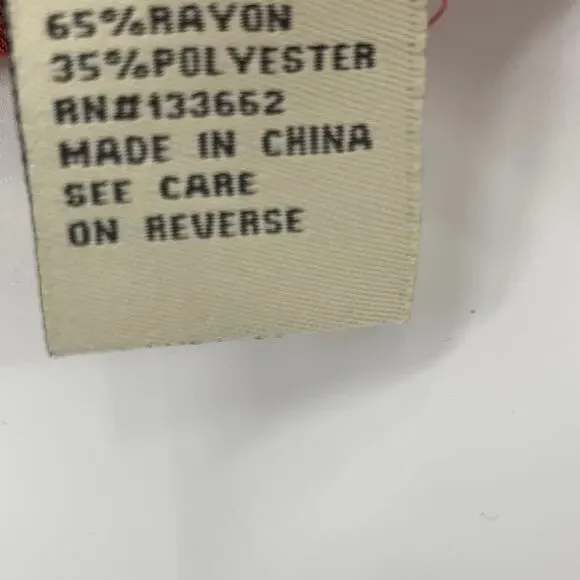 65%RAYON
35%POLYESTER
RN#133662
MADE IN CHINA
SEE CARE
ON REVERSE